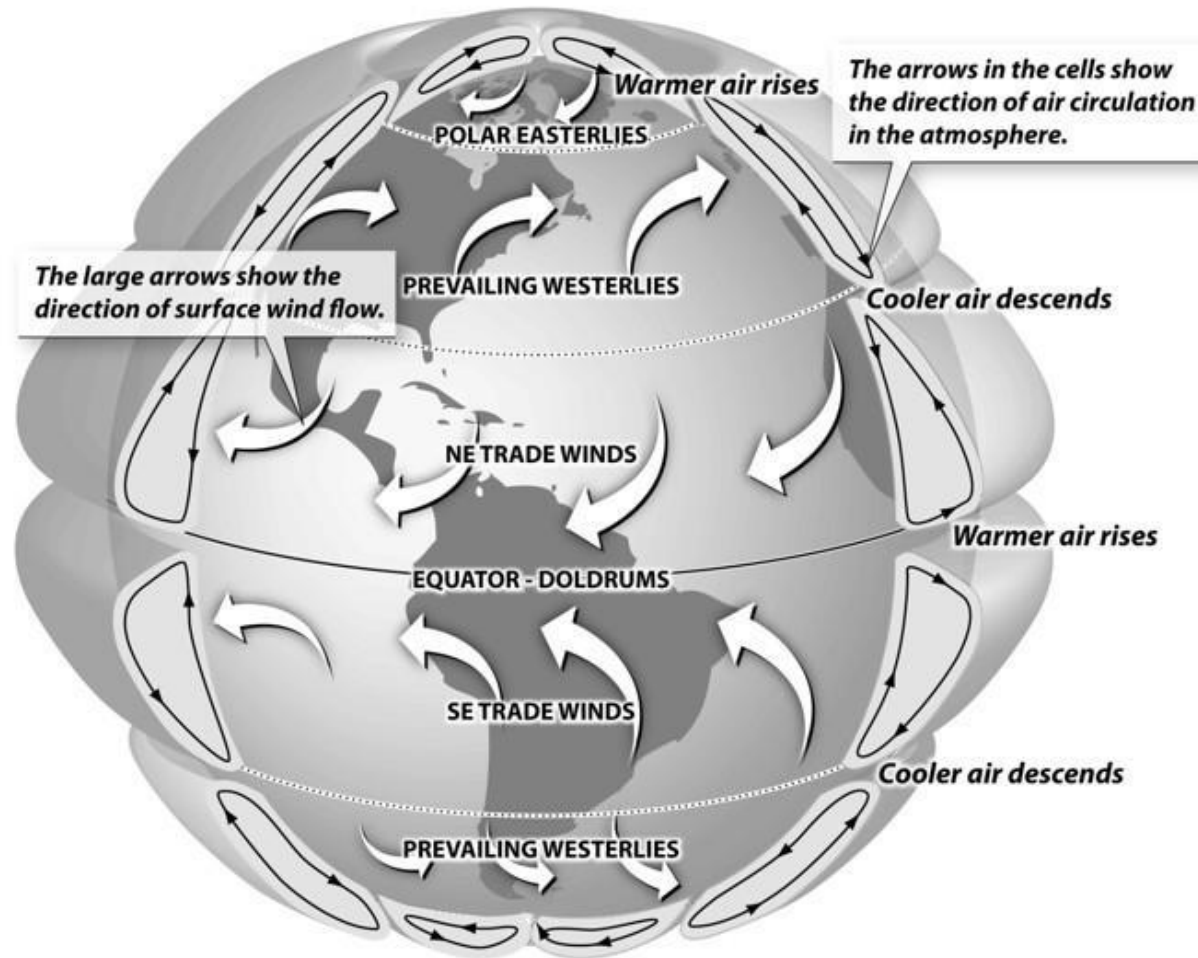 Warmer air rises
The arrows in the cells show
the direction of air circulation
in the atmosphere.
POLAR EASTERLIES
The large arrows show the
direction of surface wind flow.
PREVAILING WESTERLIES
Cooler air descends
NE TRADE WINDS
Warmer air rises
EQUATOR - DOLDRUMS
SE TRADE WINDS
Cooler air descends
PREVAILING WESTERLIES